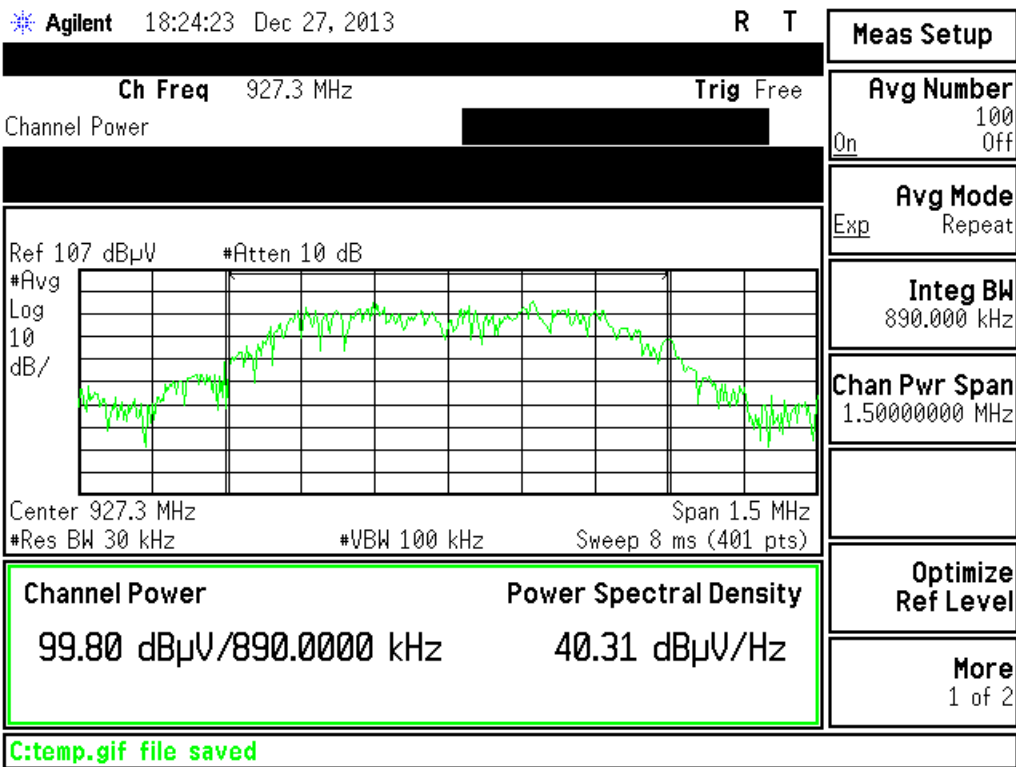 Agilent 18:24:23 Dec 27, 2013 R T
Ch Freq 927.3 MHz Trig Free
Channel Power
Ref 107 dBµV #Atten 10 dB
#Avg
Log
10
dB/
Center 927.3 MHz Span 1.5 MHz
#Res BW 30 kHz #VBW 100 kHz Sweep 8 ms (401 pts)
Channel Power Power Spectral Density
99.80 dBµV/890.0000 kHz 40.31 dBµV/Hz
C:temp.gif file saved
Meas Setup
Avg Number
100
On Off
Avg Mode
Exp Repeat
Integ BW
890.000 kHz
Chan Pwr Span
1.50000000 MHz
Optimize
Ref Level
More
1 of 2